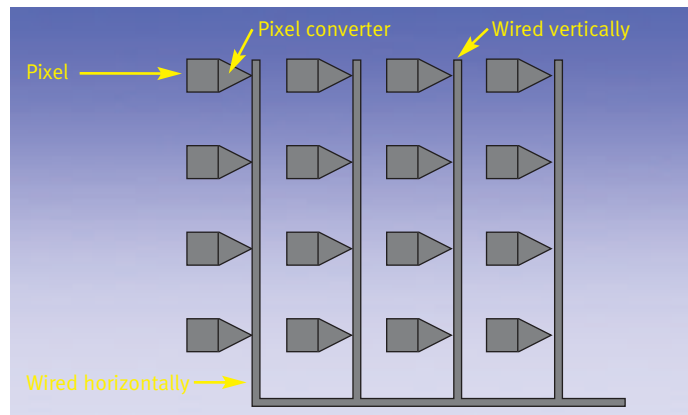 Pixel converter
Wired vertically
Pixel
Wired horizontally